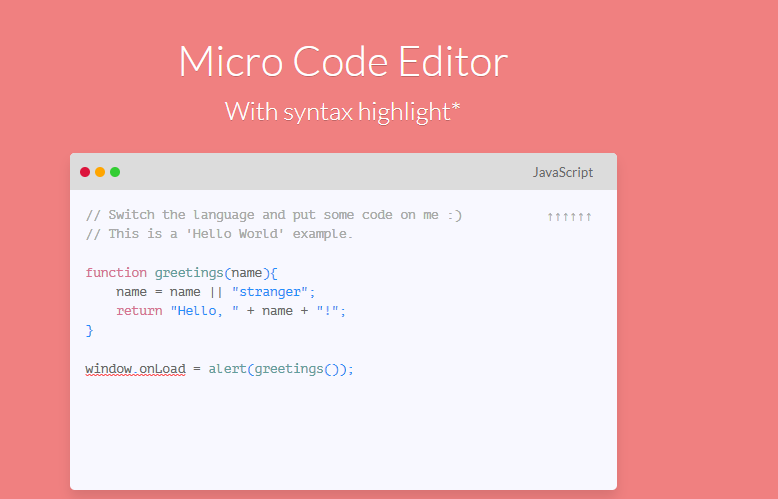 Micro Code Editor
With syntax highlight*
JavaScript
// Switch the language and put some code on me :) ↑↑↑↑↑↑
// This is a 'Hello World' example.
function greetings(name){
    name = name || "stranger";
    return "Hello, " + name + "!";
}
window.onLoad = alert(greetings());